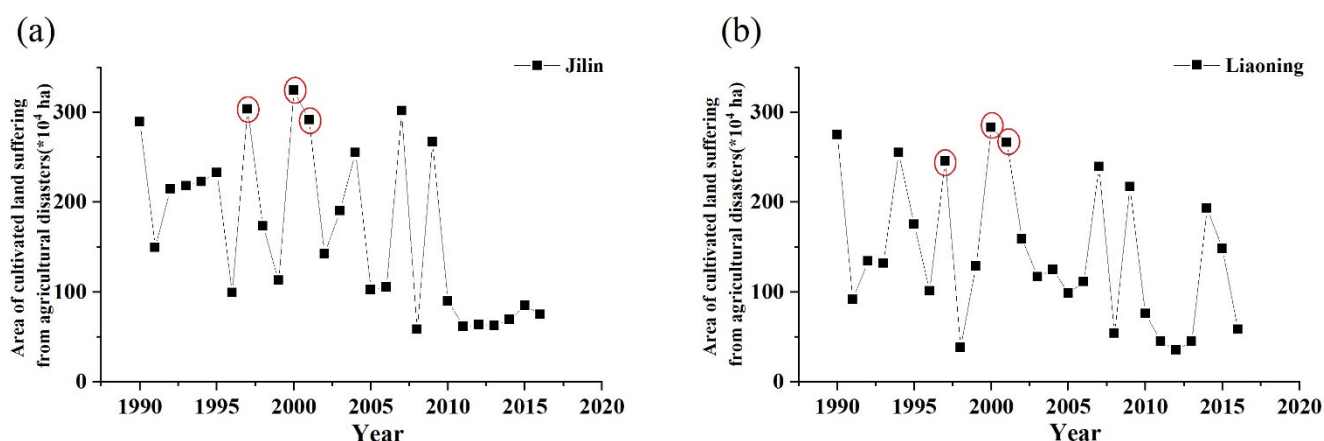 (a)
Jilin
Area of cultivated land suffering
from agricultural disasters(*10⁴ ha)
300
200
100
0
1990 1995 2000 2005 2010 2015 2020
Year
(b)
Liaoning
Area of cultivated land suffering
from agricultural disasters(*10⁴ ha)
300
200
100
0
1990 1995 2000 2005 2010 2015 2020
Year